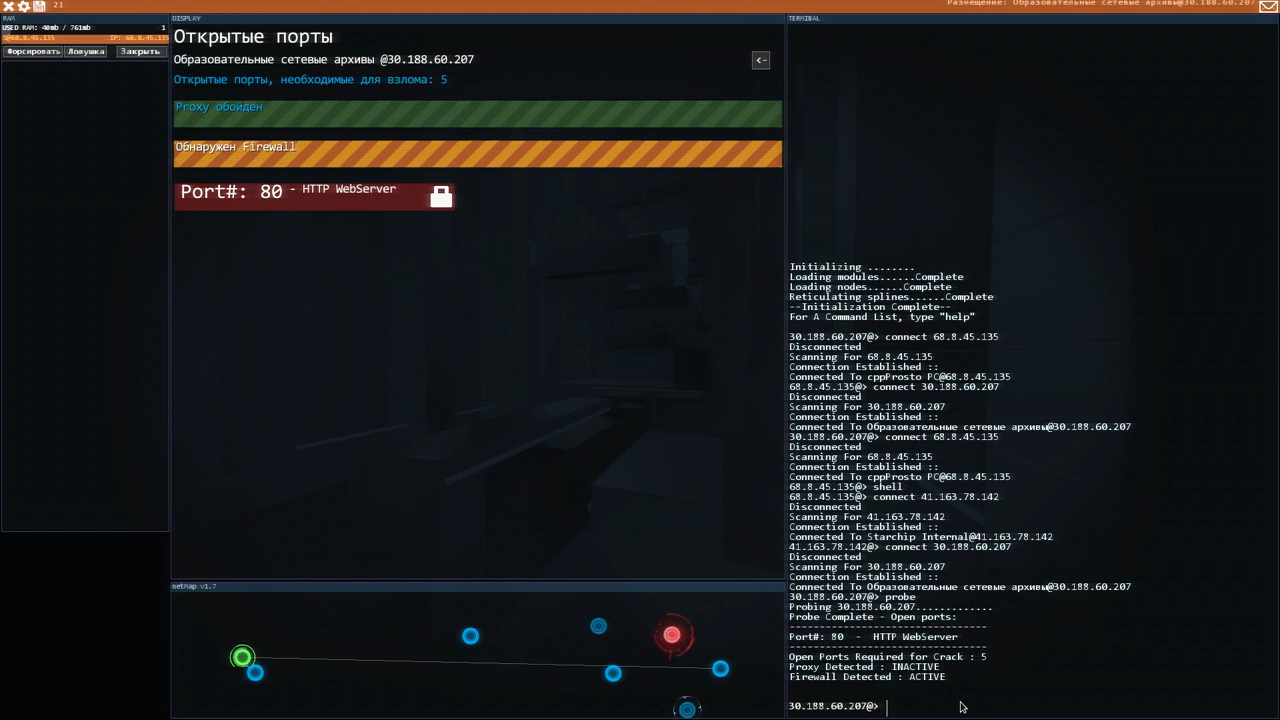 21
Размещение: Образовательные сетевые архивы@30.188.60.207
RAM
USED RAM: 40mb / 761mb 1
IP: 68.8.45.135
Форсировать Ловушка Закрыть
DISPLAY
Открытые порты
Образовательные сетевые архивы @30.188.60.207
<-
Открытые порты, необходимые для взлома: 5
Proxy обойден
Обнаружен Firewall
Port#: 80 - HTTP WebServer
netMap v1.7
TERMINAL
Initializing ........
Loading modules......Complete
Loading nodes......Complete
Reticulating splines......Complete
--Initialization Complete--
For A Command List, type "help"
30.188.60.207@> connect 68.8.45.135
Disconnected
Scanning For 68.8.45.135
Connection Established ::
Connected To cppProsto PC@68.8.45.135
68.8.45.135@> connect 30.188.60.207
Disconnected
Scanning For 30.188.60.207
Connection Established ::
Connected To Образовательные сетевые архивы@30.188.60.207
30.188.60.207@> connect 68.8.45.135
Disconnected
Scanning For 68.8.45.135
Connection Established ::
Connected To cppProsto PC@68.8.45.135
68.8.45.135@> shell
68.8.45.135@> connect 41.163.78.142
Disconnected
Scanning For 41.163.78.142
Connection Established ::
Connected To Starchip Internal@41.163.78.142
41.163.78.142@> connect 30.188.60.207
Disconnected
Scanning For 30.188.60.207
Connection Established ::
Connected To Образовательные сетевые архивы@30.188.60.207
30.188.60.207@> probe
Probing 30.188.60.207.............
Probe Complete - Open ports:
---------------------------------
Port#: 80 - HTTP WebServer
---------------------------------
Open Ports Required for Crack : 5
Proxy Detected : INACTIVE
Firewall Detected : ACTIVE
30.188.60.207@>